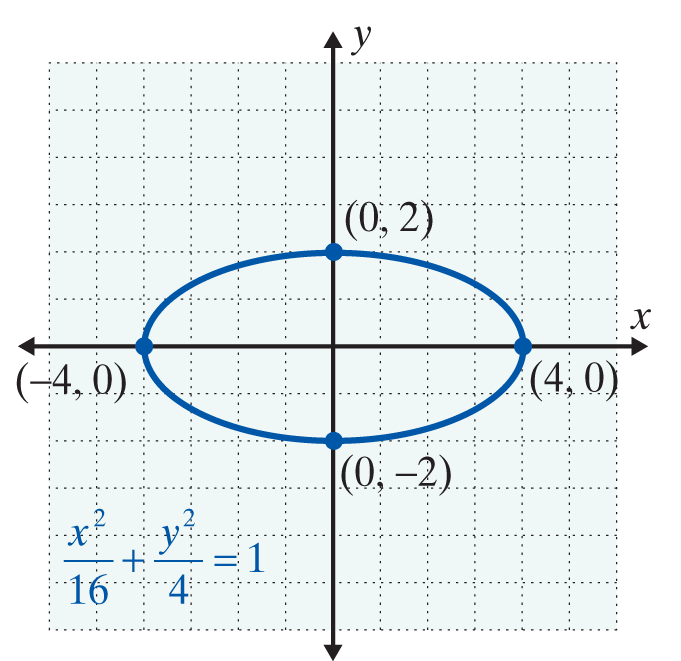 y
(0, 2)
x
(–4, 0)
(4, 0)
(0, –2)
x²/16 + y²/4 = 1